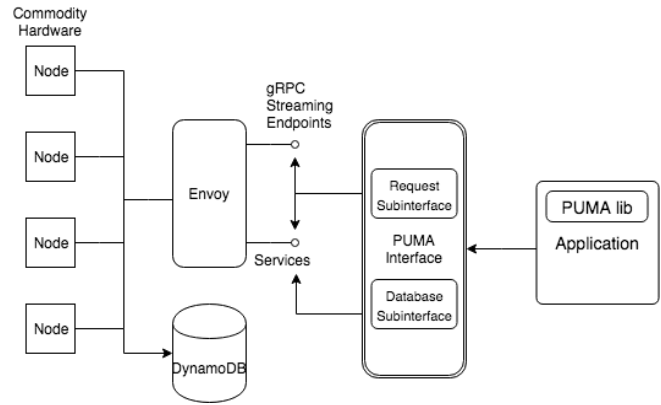 Commodity
Hardware
Node
Node
Node
Node
Envoy
DynamoDB
gRPC
Streaming
Endpoints
Services
Request
Subinterface
PUMA
Interface
Database
Subinterface
PUMA lib
Application